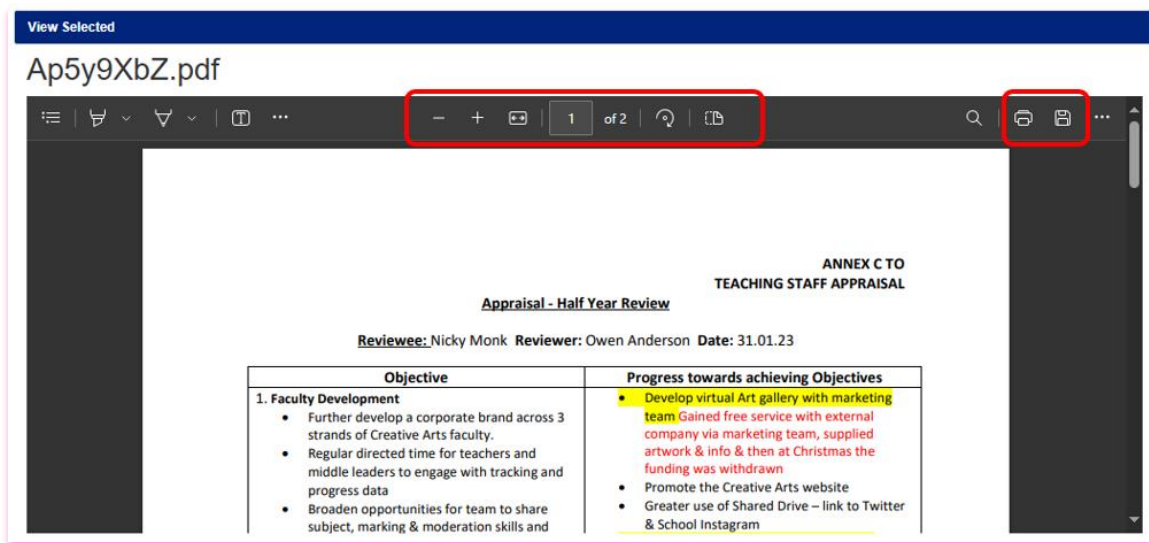 View Selected
Ap5y9XbZ.pdf
1 of 2
ANNEX C TO
TEACHING STAFF APPRAISAL
Appraisal - Half Year Review
Reviewee: Nicky Monk Reviewer: Owen Anderson Date: 31.01.23
Objective
1. Faculty Development
• Further develop a corporate brand across 3
strands of Creative Arts faculty.
• Regular directed time for teachers and
middle leaders to engage with tracking and
progress data
• Broaden opportunities for team to share
subject, marking & moderation skills and
Progress towards achieving Objectives
• Develop virtual Art gallery with marketing
team Gained free service with external
company via marketing team, supplied
artwork & info & then at Christmas the
funding was withdrawn
• Promote the Creative Arts website
• Greater use of Shared Drive – link to Twitter
& School Instagram